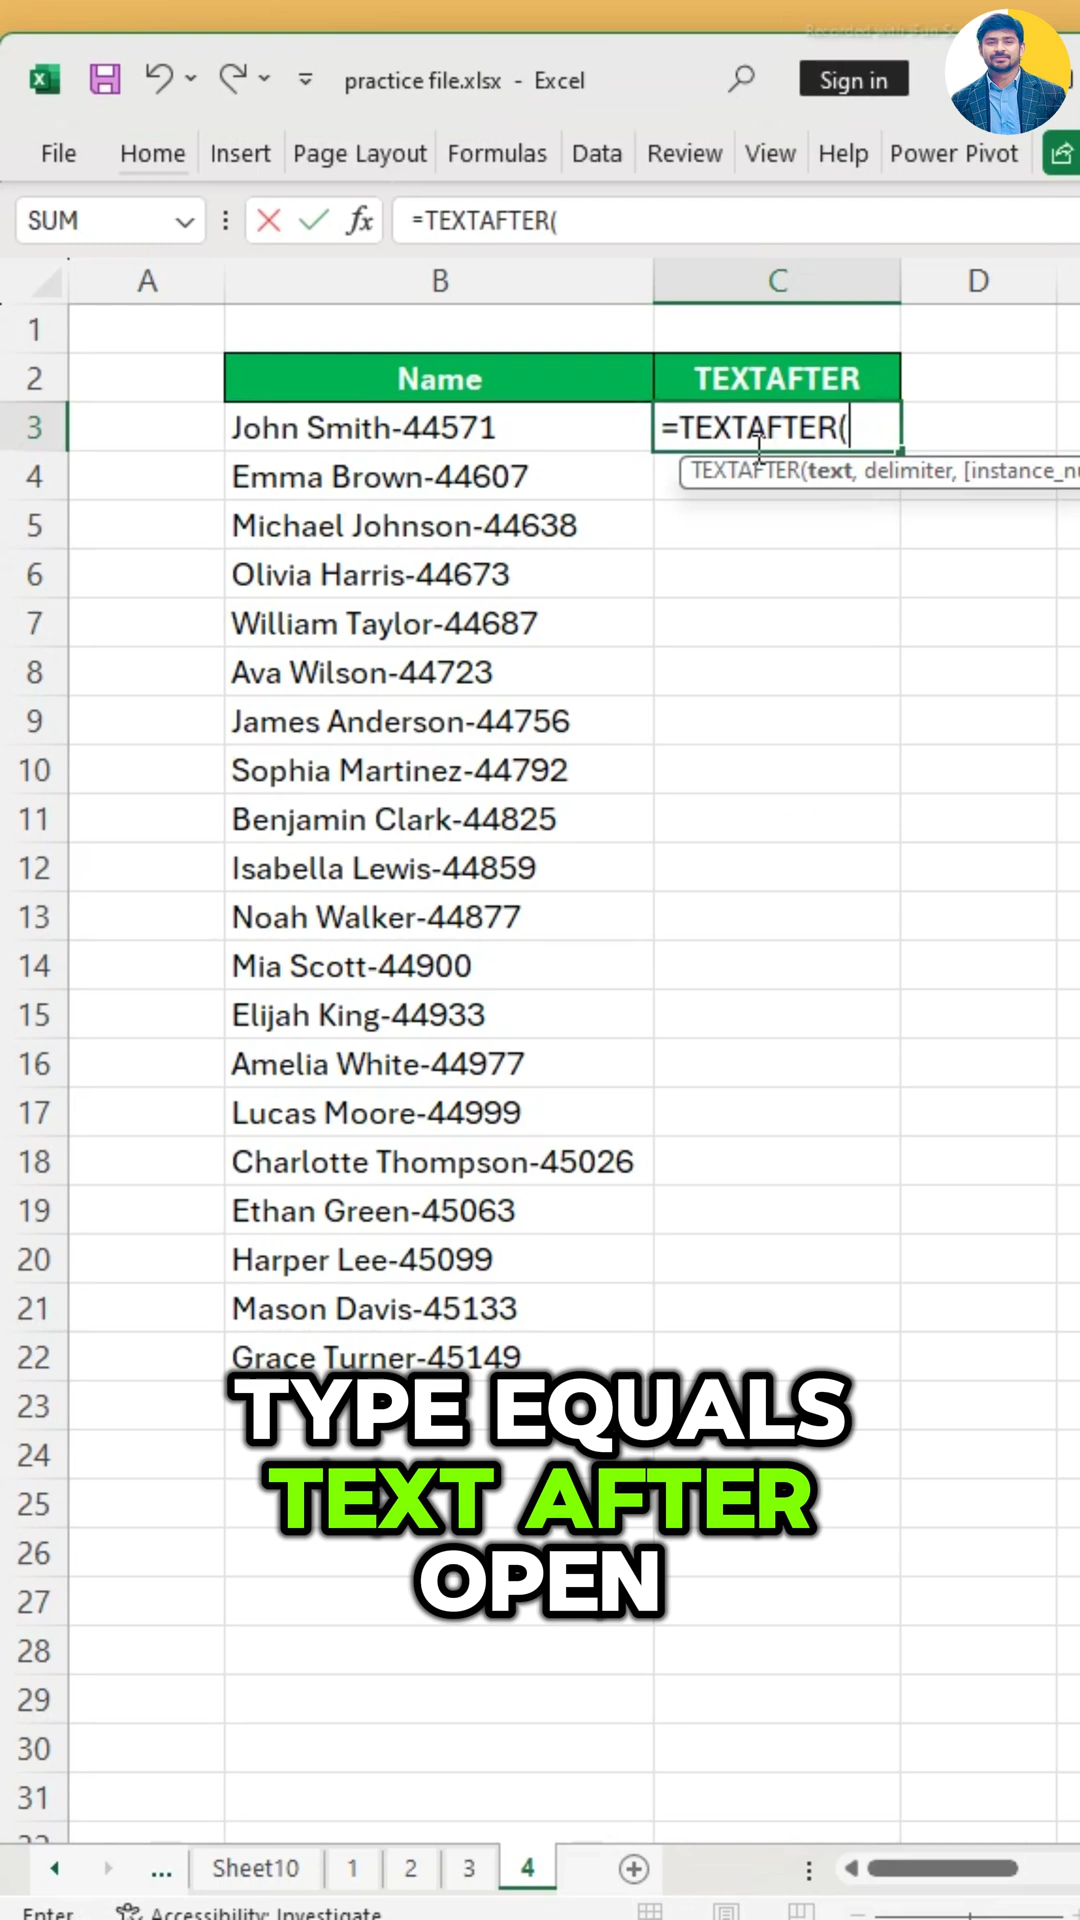 practice file.xlsx - Excel
Sign in
File Home Insert Page Layout Formulas Data Review View Help Power Pivot
SUM fx =TEXTAFTER(
A B C D
1
2 Name TEXTAFTER
3 John Smith-44571 =TEXTAFTER(
TEXTAFTER(text, delimiter, [instance_nu
4 Emma Brown-44607
5 Michael Johnson-44638
6 Olivia Harris-44673
7 William Taylor-44687
8 Ava Wilson-44723
9 James Anderson-44756
10 Sophia Martinez-44792
11 Benjamin Clark-44825
12 Isabella Lewis-44859
13 Noah Walker-44877
14 Mia Scott-44900
15 Elijah King-44933
16 Amelia White-44977
17 Lucas Moore-44999
18 Charlotte Thompson-45026
19 Ethan Green-45063
20 Harper Lee-45099
21 Mason Davis-45133
22 Grace Turner-45149
23
TYPE EQUALS
24
25
TEXT AFTER
26
OPEN
27
28
29
30
31
... Sheet10 1 2 3 4
Enter Accessibility: Investigate